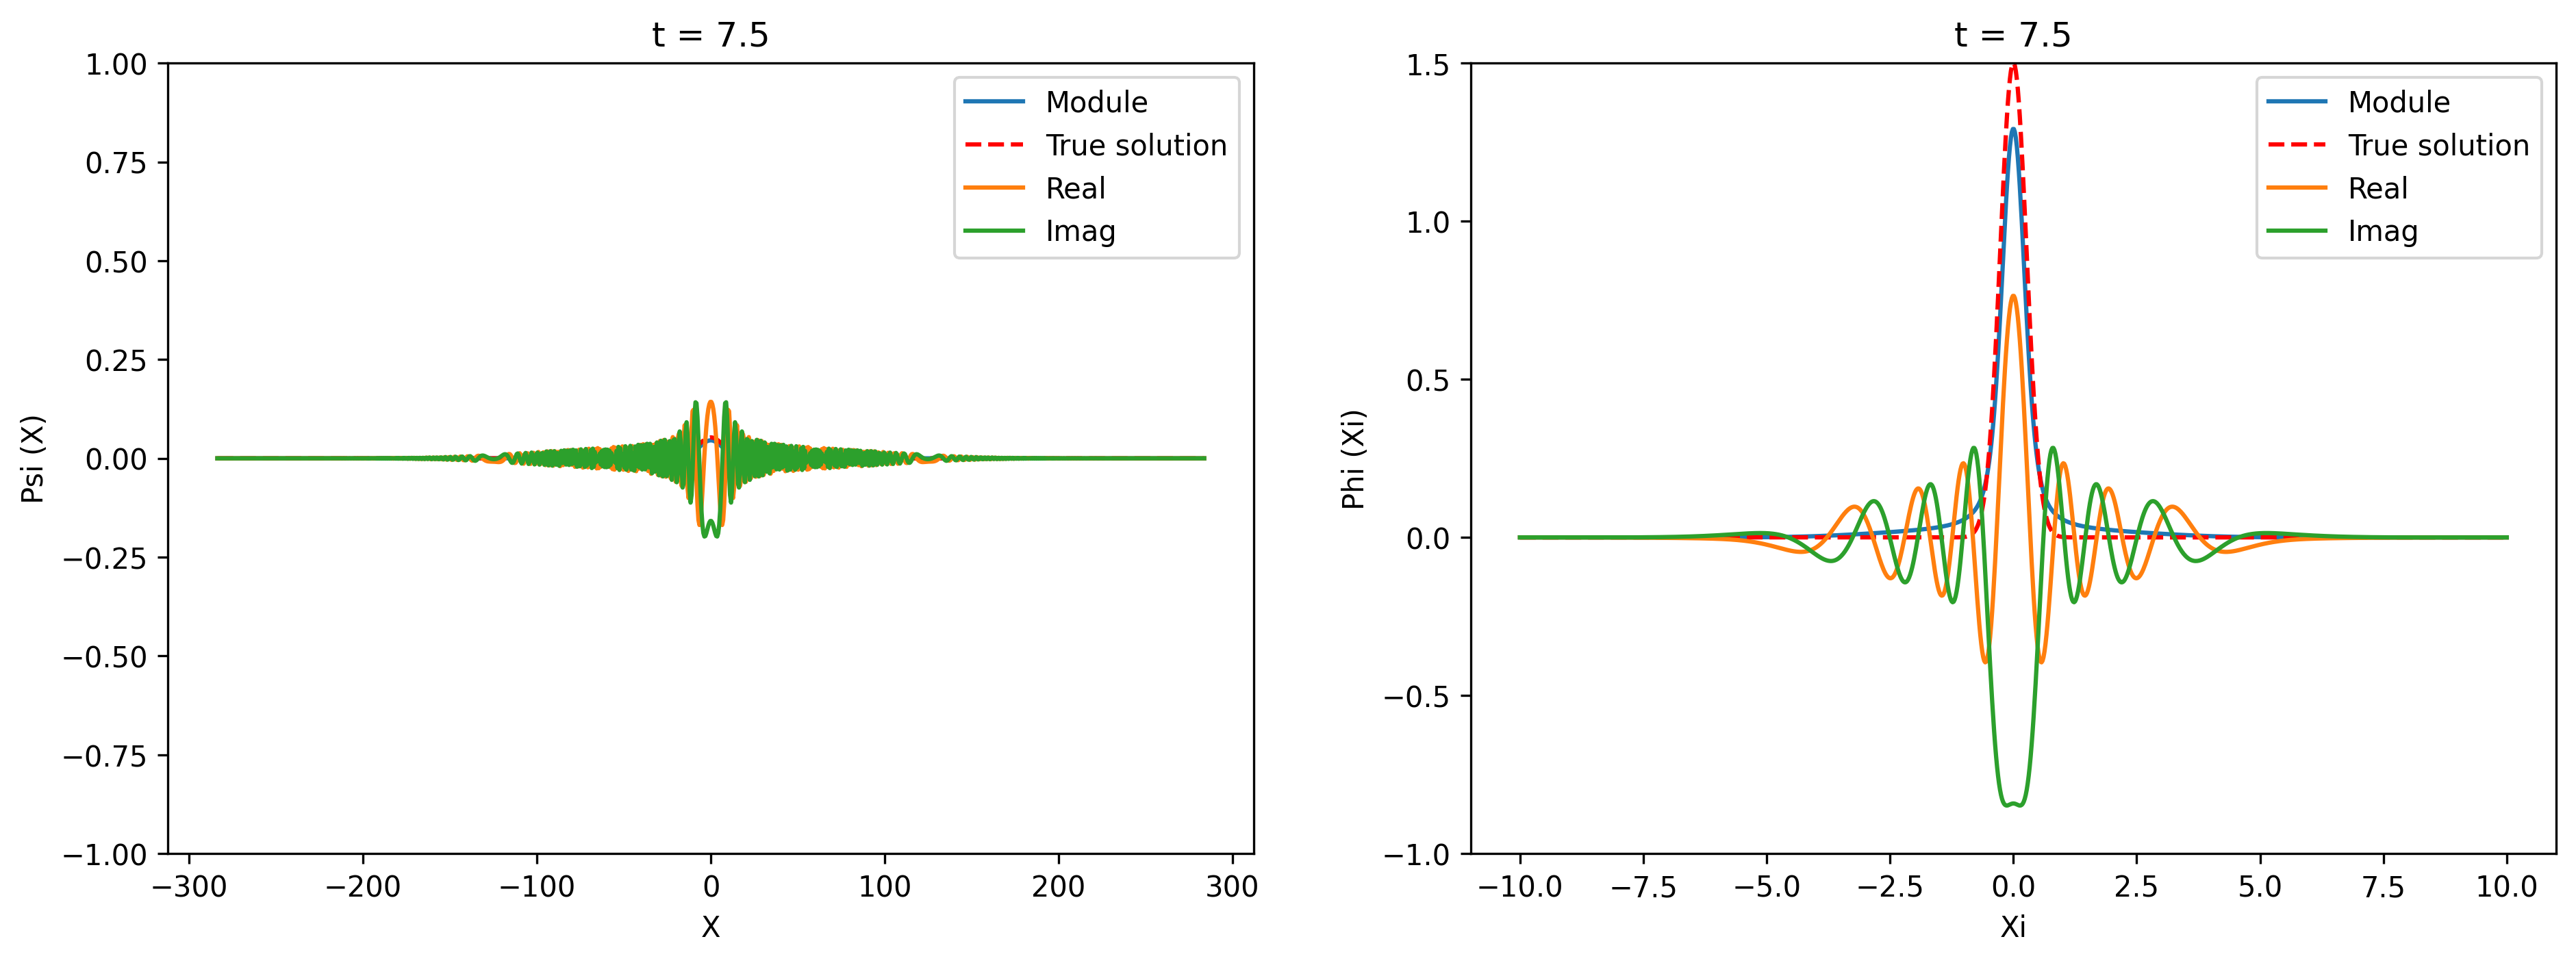 t = 7.5
1.00
0.75
0.50
0.25
0.00
−0.25
−0.50
−0.75
−1.00
Psi (X)
−300
−200
−100
0
100
200
300
X
Module
True solution
Real
Imag
t = 7.5
1.5
1.0
0.5
0.0
−0.5
−1.0
Phi (Xi)
−10.0
−7.5
−5.0
−2.5
0.0
2.5
5.0
7.5
10.0
Xi
Module
True solution
Real
Imag